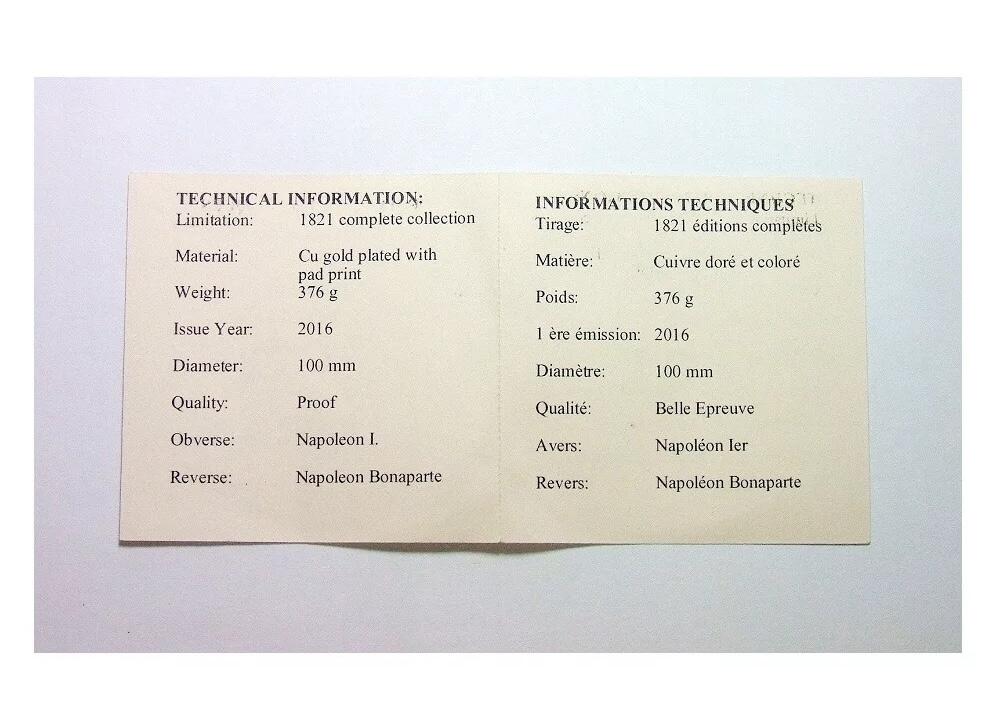 TECHNICAL INFORMATION:
Limitation: 1821 complete collection
Material: Cu gold plated with
pad print
Weight: 376 g
Issue Year: 2016
Diameter: 100 mm
Quality: Proof
Obverse: Napoleon I.
Reverse: Napoleon Bonaparte
INFORMATIONS TECHNIQUES
Tirage: 1821 éditions complètes
Matière: Cuivre doré et coloré
Poids: 376 g
1 ère émission: 2016
Diamètre: 100 mm
Qualité: Belle Epreuve
Avers: Napoléon Ier
Revers: Napoléon Bonaparte